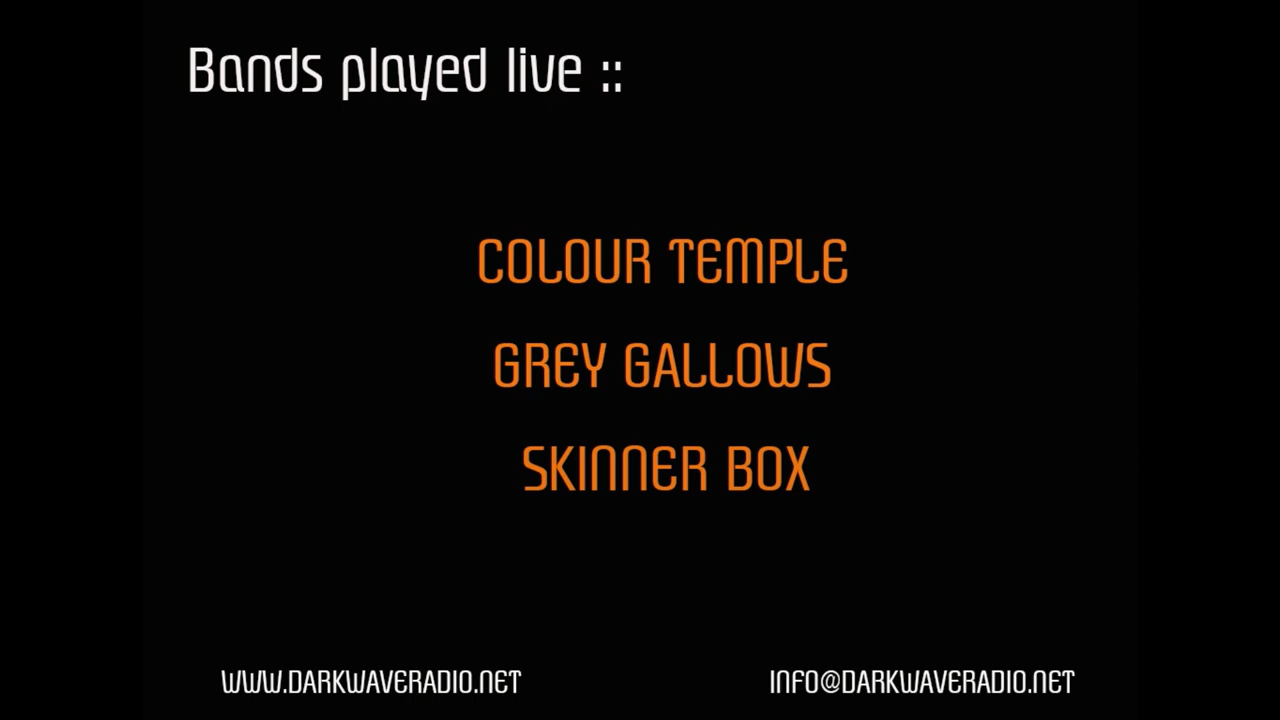 Bands played live ::
COLOUR TEMPLE
GREY GALLOWS
SKINNER BOX
WWW.DARKWAVERADIO.NET
INFO@DARKWAVERADIO.NET